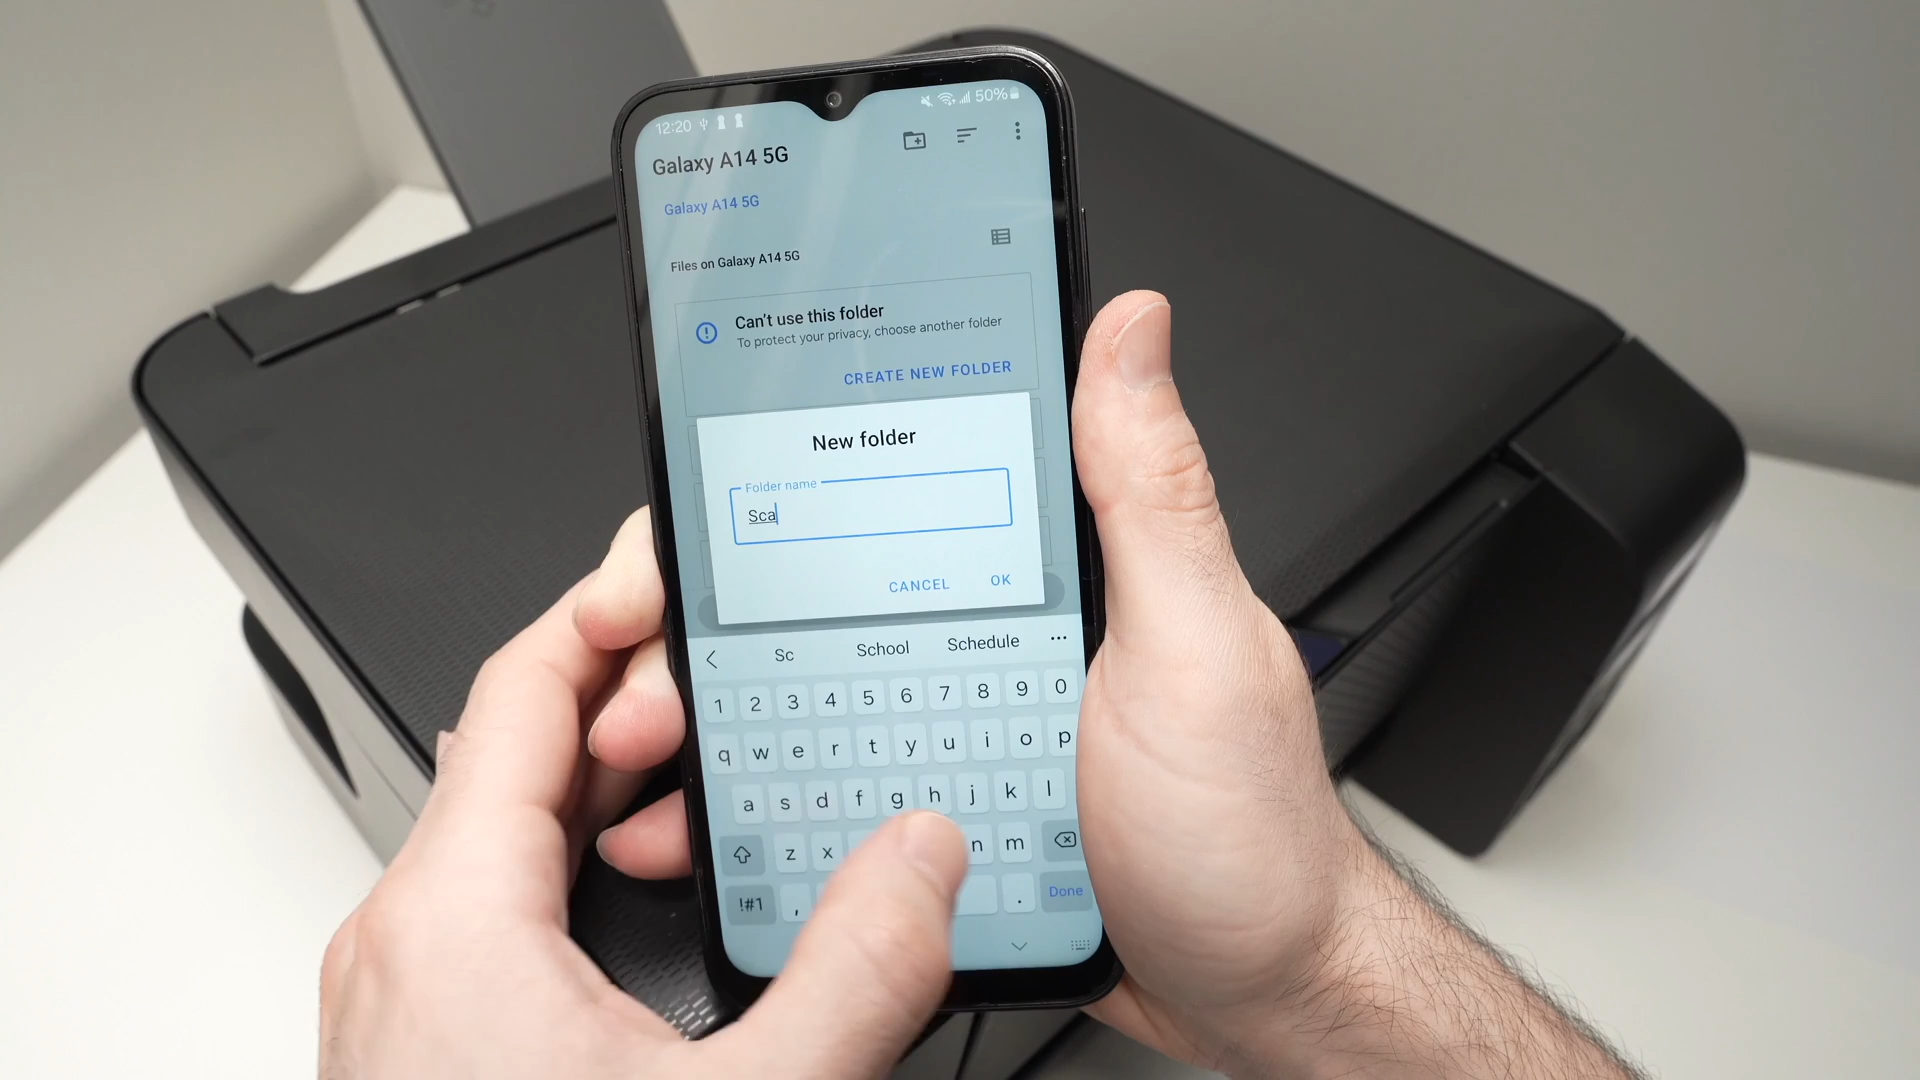 12:20 50%
Galaxy A14 5G
Galaxy A14 5G
Files on Galaxy A14 5G
Can't use this folder
To protect your privacy, choose another folder
CREATE NEW FOLDER
New folder
Folder name
Sca
CANCEL OK
Sc School Schedule ...
1 2 3 4 5 6 7 8 9 0
q w e r t y u i o p
a s d f g h j k l
z x n m
!#1 , . Done